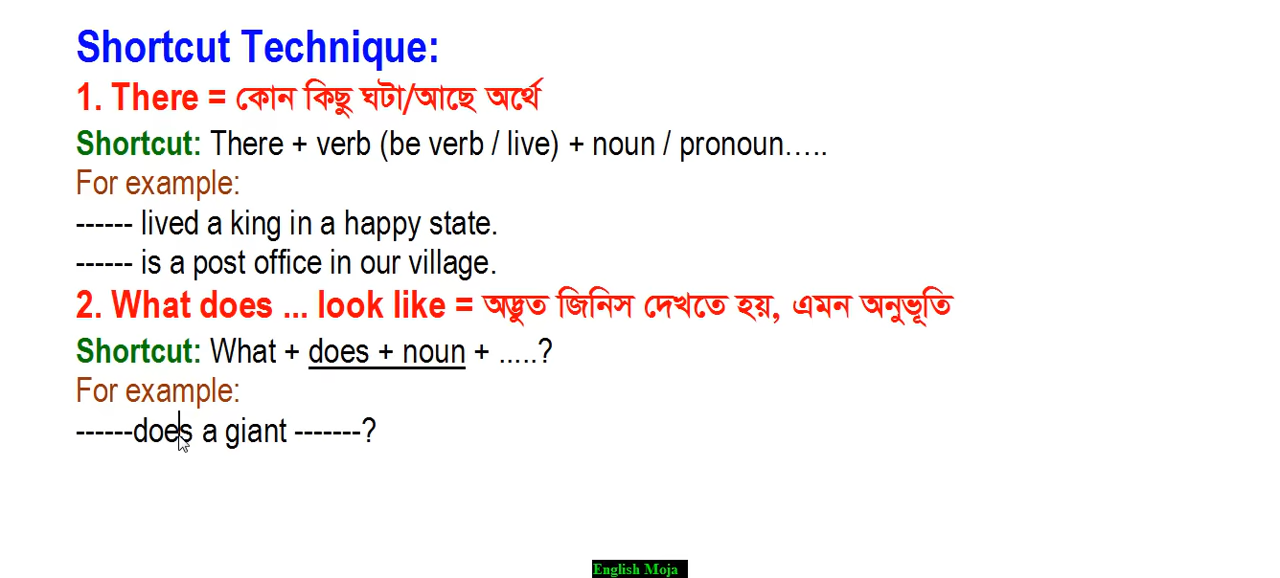 Shortcut Technique:
1. There = কোন কিছু ঘটা/আছে অর্থে
Shortcut: There + verb (be verb / live) + noun / pronoun…..
For example:
------ lived a king in a happy state.
------ is a post office in our village.
2. What does ... look like = অদ্ভুত জিনিস দেখতে হয়, এমন অনুভূতি
Shortcut: What + does + noun + .....?
For example:
------does a giant -------?
English Moja